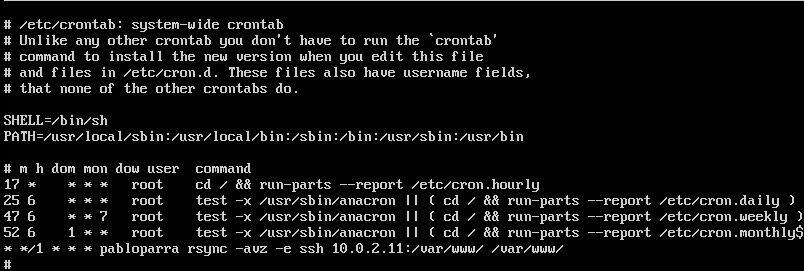 # /etc/crontab: system-wide crontab
# Unlike any other crontab you don't have to run the `crontab'
# command to install the new version when you edit this file
# and files in /etc/cron.d. These files also have username fields,
# that none of the other crontabs do.
SHELL=/bin/sh
PATH=/usr/local/sbin:/usr/local/bin:/sbin:/bin:/usr/sbin:/usr/bin
# m h dom mon dow user  command
17 *    * * *   root    cd / && run-parts --report /etc/cron.hourly
25 6    * * *   root    test -x /usr/sbin/anacron || ( cd / && run-parts --report /etc/cron.daily )
47 6    * * 7   root    test -x /usr/sbin/anacron || ( cd / && run-parts --report /etc/cron.weekly )
52 6    1 * *   root    test -x /usr/sbin/anacron || ( cd / && run-parts --report /etc/cron.monthly$
* */1 * * * pabloparra rsync -avz -e ssh 10.0.2.11:/var/www/ /var/www/
#